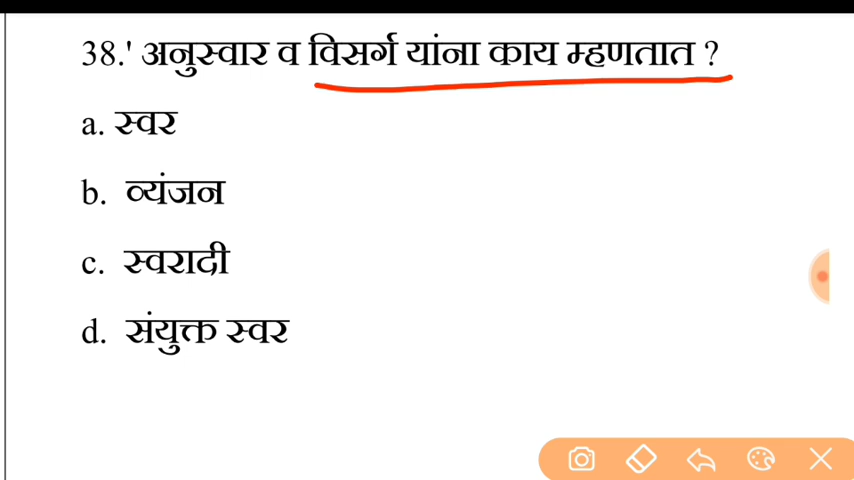 38.' अनुस्वार व विसर्ग यांना काय म्हणतात ?
a. स्वर
b. व्यंजन
c. स्वरादी
d. संयुक्त स्वर